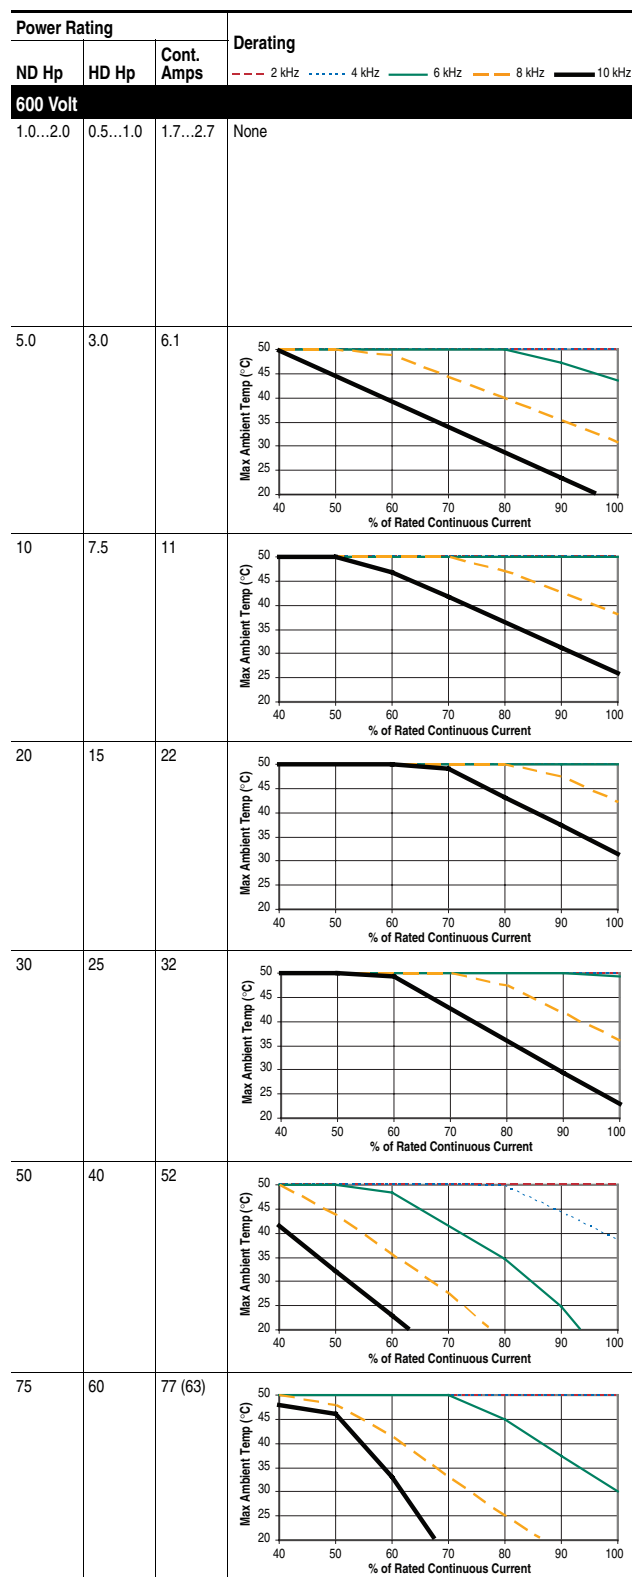 Power Rating
Derating
ND Hp HD Hp Cont. Amps
2 kHz 4 kHz 6 kHz 8 kHz 10 kHz
600 Volt
1.0…2.0 0.5…1.0 1.7…2.7 None
5.0 3.0 6.1
Max Ambient Temp (°C)
50
45
40
35
30
25
20
40 50 60 70 80 90 100
% of Rated Continuous Current
10 7.5 11
Max Ambient Temp (°C)
50
45
40
35
30
25
20
40 50 60 70 80 90 100
% of Rated Continuous Current
20 15 22
Max Ambient Temp (°C)
50
45
40
35
30
25
20
40 50 60 70 80 90 100
% of Rated Continuous Current
30 25 32
Max Ambient Temp (°C)
50
45
40
35
30
25
20
40 50 60 70 80 90 100
% of Rated Continuous Current
50 40 52
Max Ambient Temp (°C)
50
45
40
35
30
25
20
40 50 60 70 80 90 100
% of Rated Continuous Current
75 60 77 (63)
Max Ambient Temp (°C)
50
45
40
35
30
25
20
40 50 60 70 80 90 100
% of Rated Continuous Current